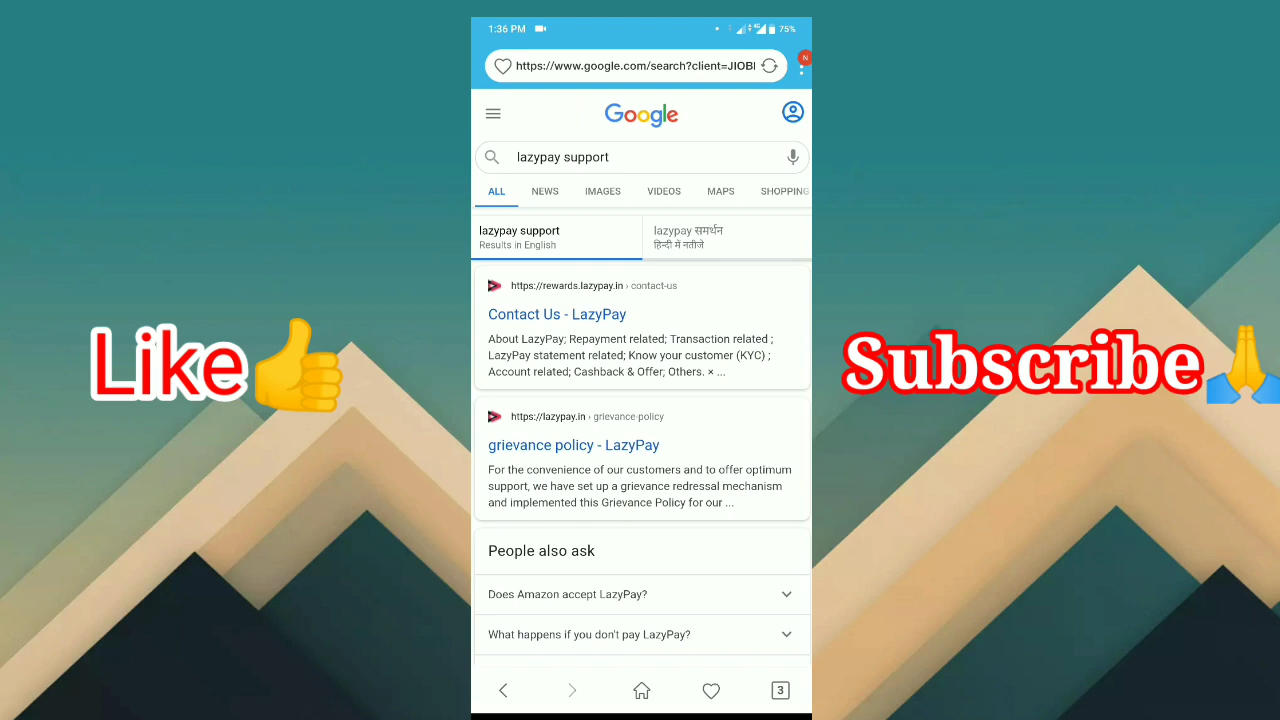 1:36 PM
4G
75%
https://www.google.com/search?client=JIOB
N
Google
lazypay support
ALL NEWS IMAGES VIDEOS MAPS SHOPPING
lazypay support
Results in English
lazypay समर्थन
हिन्दी में नतीजे
https://rewards.lazypay.in › contact-us
Contact Us - LazyPay
About LazyPay; Repayment related; Transaction related ;
LazyPay statement related; Know your customer (KYC) ;
Account related; Cashback & Offer; Others. × ...
https://lazypay.in › grievance-policy
grievance policy - LazyPay
For the convenience of our customers and to offer optimum
support, we have set up a grievance redressal mechanism
and implemented this Grievance Policy for our ...
People also ask
Does Amazon accept LazyPay?
What happens if you don't pay LazyPay?
3
Like👍
Subscribe🙏